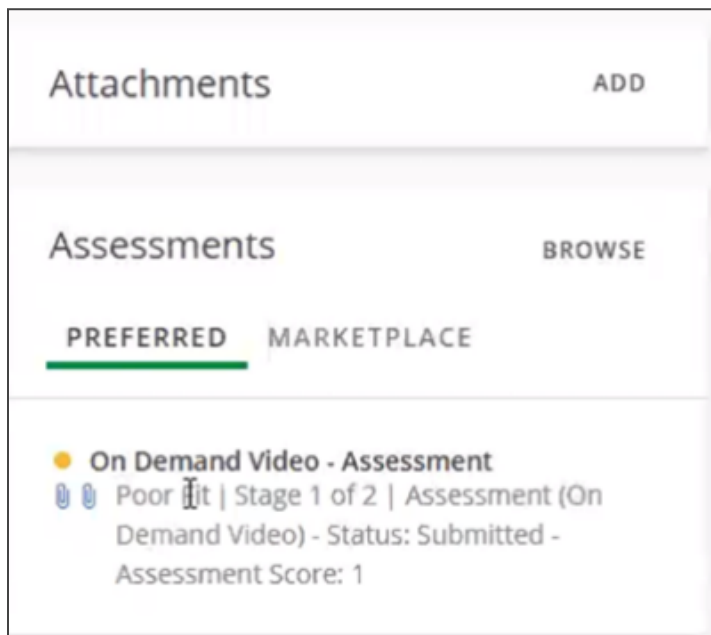 Attachments ADD
Assessments BROWSE
PREFERRED MARKETPLACE
On Demand Video - Assessment
Poor Fit | Stage 1 of 2 | Assessment (On
Demand Video) - Status: Submitted -
Assessment Score: 1